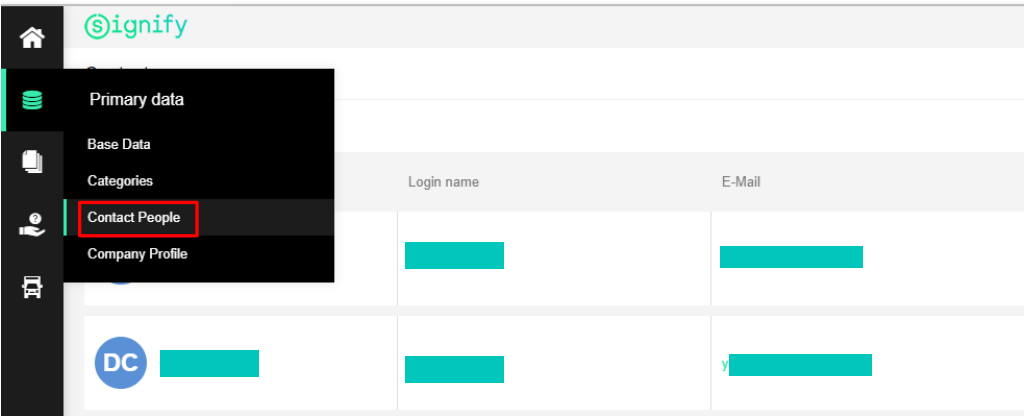 signify
Primary data
Base Data
Categories
Contact People
Company Profile
Login name
E-Mail
DC
y